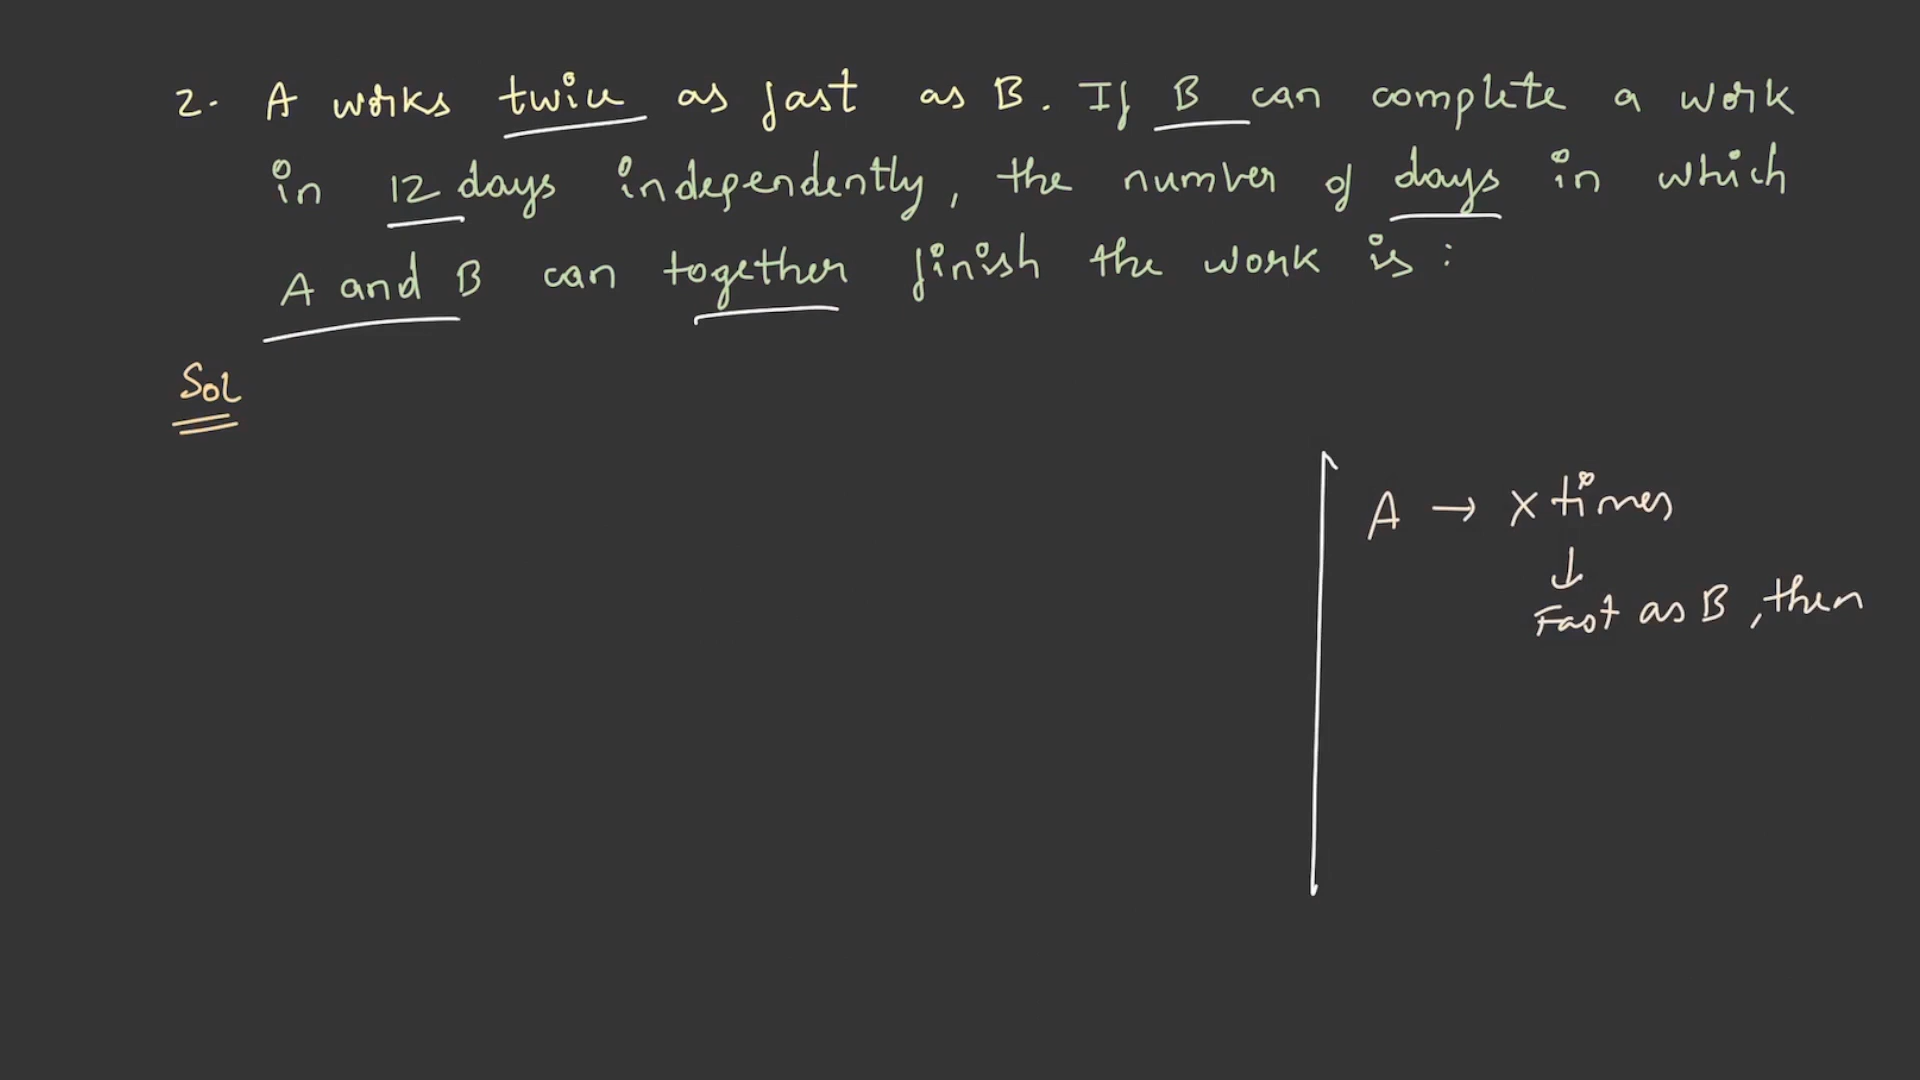 2. A works twice as fast as B. If B can complete a work
in 12 days independently, the number of days in which
A and B can together finish the work is:
Sol
A → x times
↓
Fast as B, then